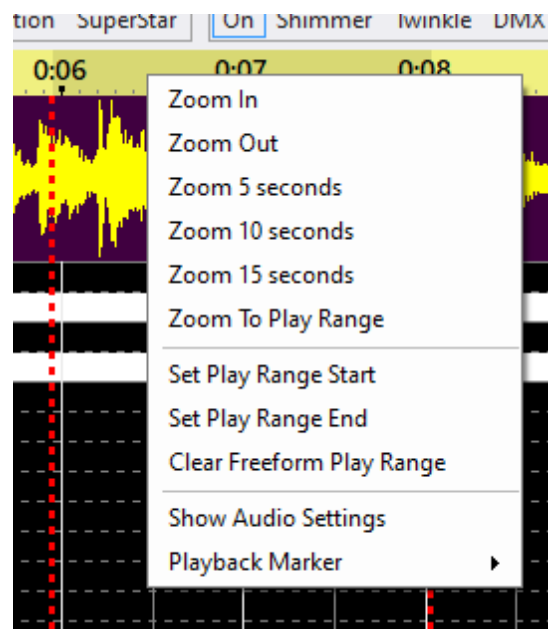 tion SuperStar On Shimmer Twinkle DMX
0:06 0:07 0:08
Zoom In
Zoom Out
Zoom 5 seconds
Zoom 10 seconds
Zoom 15 seconds
Zoom To Play Range
Set Play Range Start
Set Play Range End
Clear Freeform Play Range
Show Audio Settings
Playback Marker